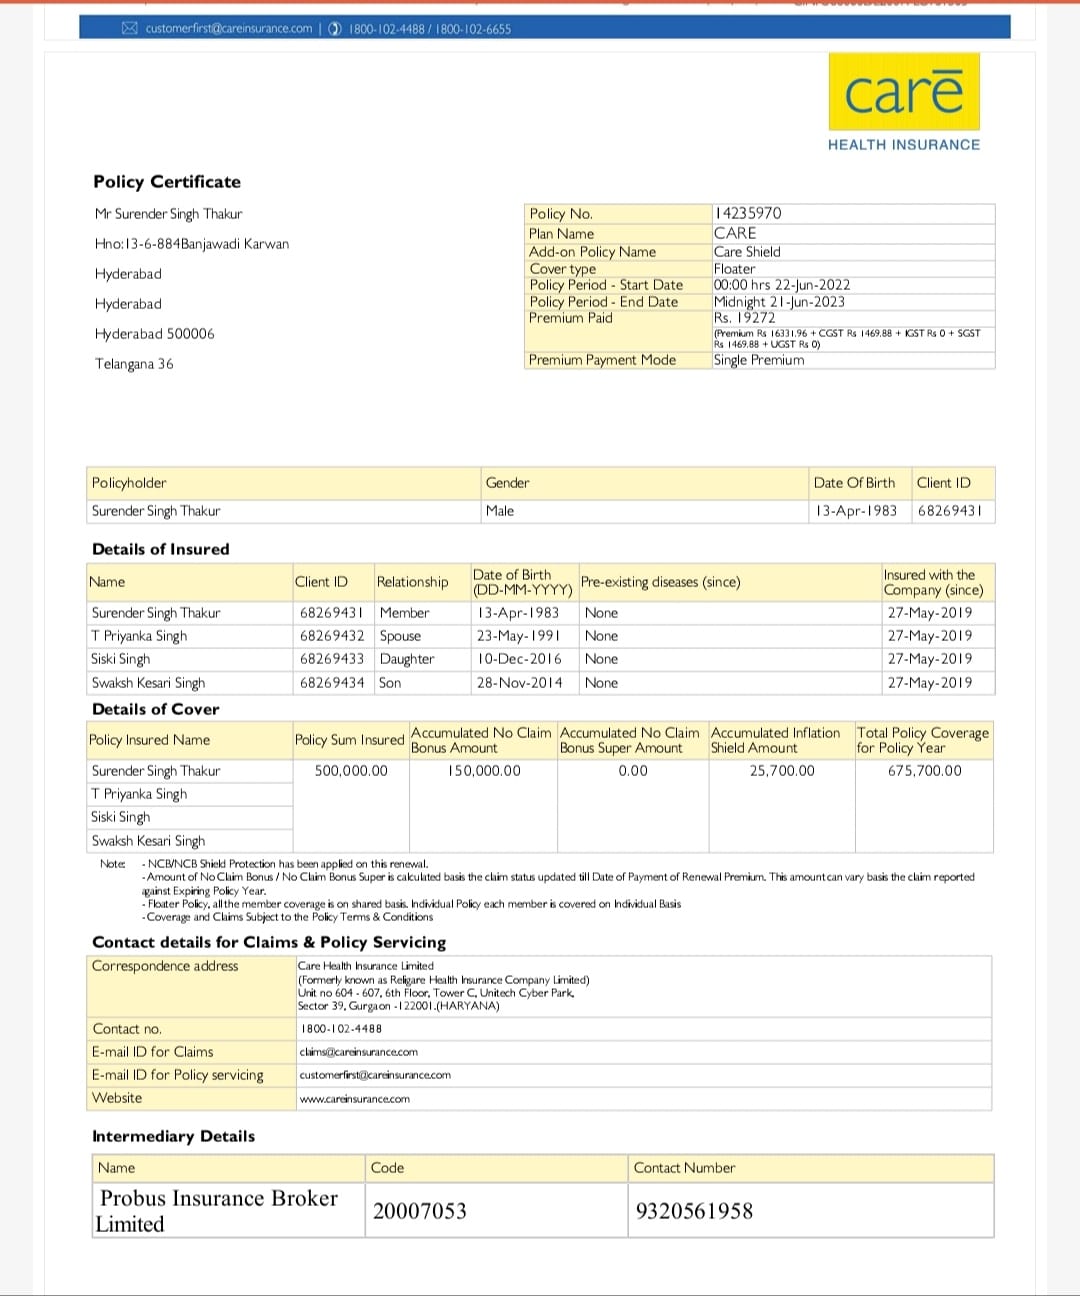 customerfirst@careinsurance.com | 1800-102-4488 / 1800-102-6655
carē
HEALTH INSURANCE
Policy Certificate
Mr Surender Singh Thakur
Hno:13-6-884Banjawadi Karwan
Hyderabad
Hyderabad
Hyderabad 500006
Telangana 36
Policy No. 14235970
Plan Name CARE
Add-on Policy Name Care Shield
Cover type Floater
Policy Period - Start Date 00:00 hrs 22-Jun-2022
Policy Period - End Date Midnight 21-Jun-2023
Premium Paid Rs. 19272
(Premium Rs 16331.96 + CGST Rs 1469.88 + IGST Rs 0 + SGST
Rs 1469.88 + UGST Rs 0)
Premium Payment Mode Single Premium
Policyholder Gender Date Of Birth Client ID
Surender Singh Thakur Male 13-Apr-1983 68269431
Details of Insured
Name Client ID Relationship Date of Birth (DD-MM-YYYY) Pre-existing diseases (since) Insured with the Company (since)
Surender Singh Thakur 68269431 Member 13-Apr-1983 None 27-May-2019
T Priyanka Singh 68269432 Spouse 23-May-1991 None 27-May-2019
Siski Singh 68269433 Daughter 10-Dec-2016 None 27-May-2019
Swaksh Kesari Singh 68269434 Son 28-Nov-2014 None 27-May-2019
Details of Cover
Policy Insured Name Policy Sum Insured Accumulated No Claim Bonus Amount Accumulated No Claim Bonus Super Amount Accumulated Inflation Shield Amount Total Policy Coverage for Policy Year
Surender Singh Thakur 500,000.00 150,000.00 0.00 25,700.00 675,700.00
T Priyanka Singh
Siski Singh
Swaksh Kesari Singh
Note: - NCB/NCB Shield Protection has been applied on this renewal.
- Amount of No Claim Bonus / No Claim Bonus Super is calculated basis the claim status updated till Date of Payment of Renewal Premium. This amount can vary basis the claim reported
against Expiring Policy Year.
- Floater Policy, all the member coverage is on shared basis. Individual Policy each member is covered on Individual Basis
- Coverage and Claims Subject to the Policy Terms & Conditions
Contact details for Claims & Policy Servicing
Correspondence address Care Health Insurance Limited
(Formerly known as Religare Health Insurance Company Limited)
Unit no 604 - 607, 6th Floor, Tower C, Unitech Cyber Park,
Sector 39, Gurgaon -122001.(HARYANA)
Contact no. 1800-102-4488
E-mail ID for Claims claims@careinsurance.com
E-mail ID for Policy servicing customerfirst@careinsurance.com
Website www.careinsurance.com
Intermediary Details
Name Code Contact Number
Probus Insurance Broker Limited 20007053 9320561958